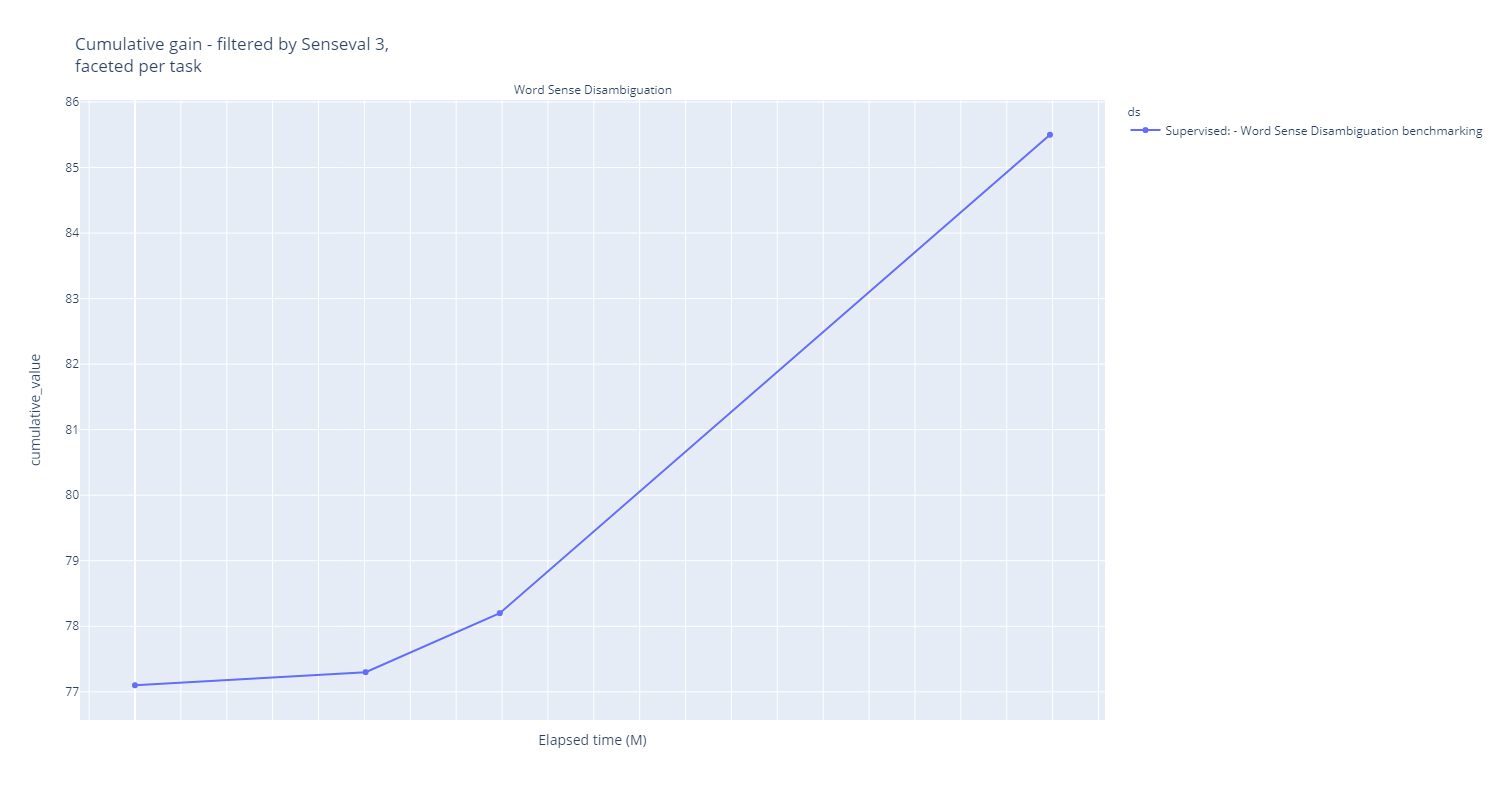 Cumulative gain - filtered by Senseval 3,
faceted per task
Word Sense Disambiguation
86
85
84
83
82
81
80
79
78
77
cumulative_value
Elapsed time (M)
ds
Supervised: - Word Sense Disambiguation benchmarking